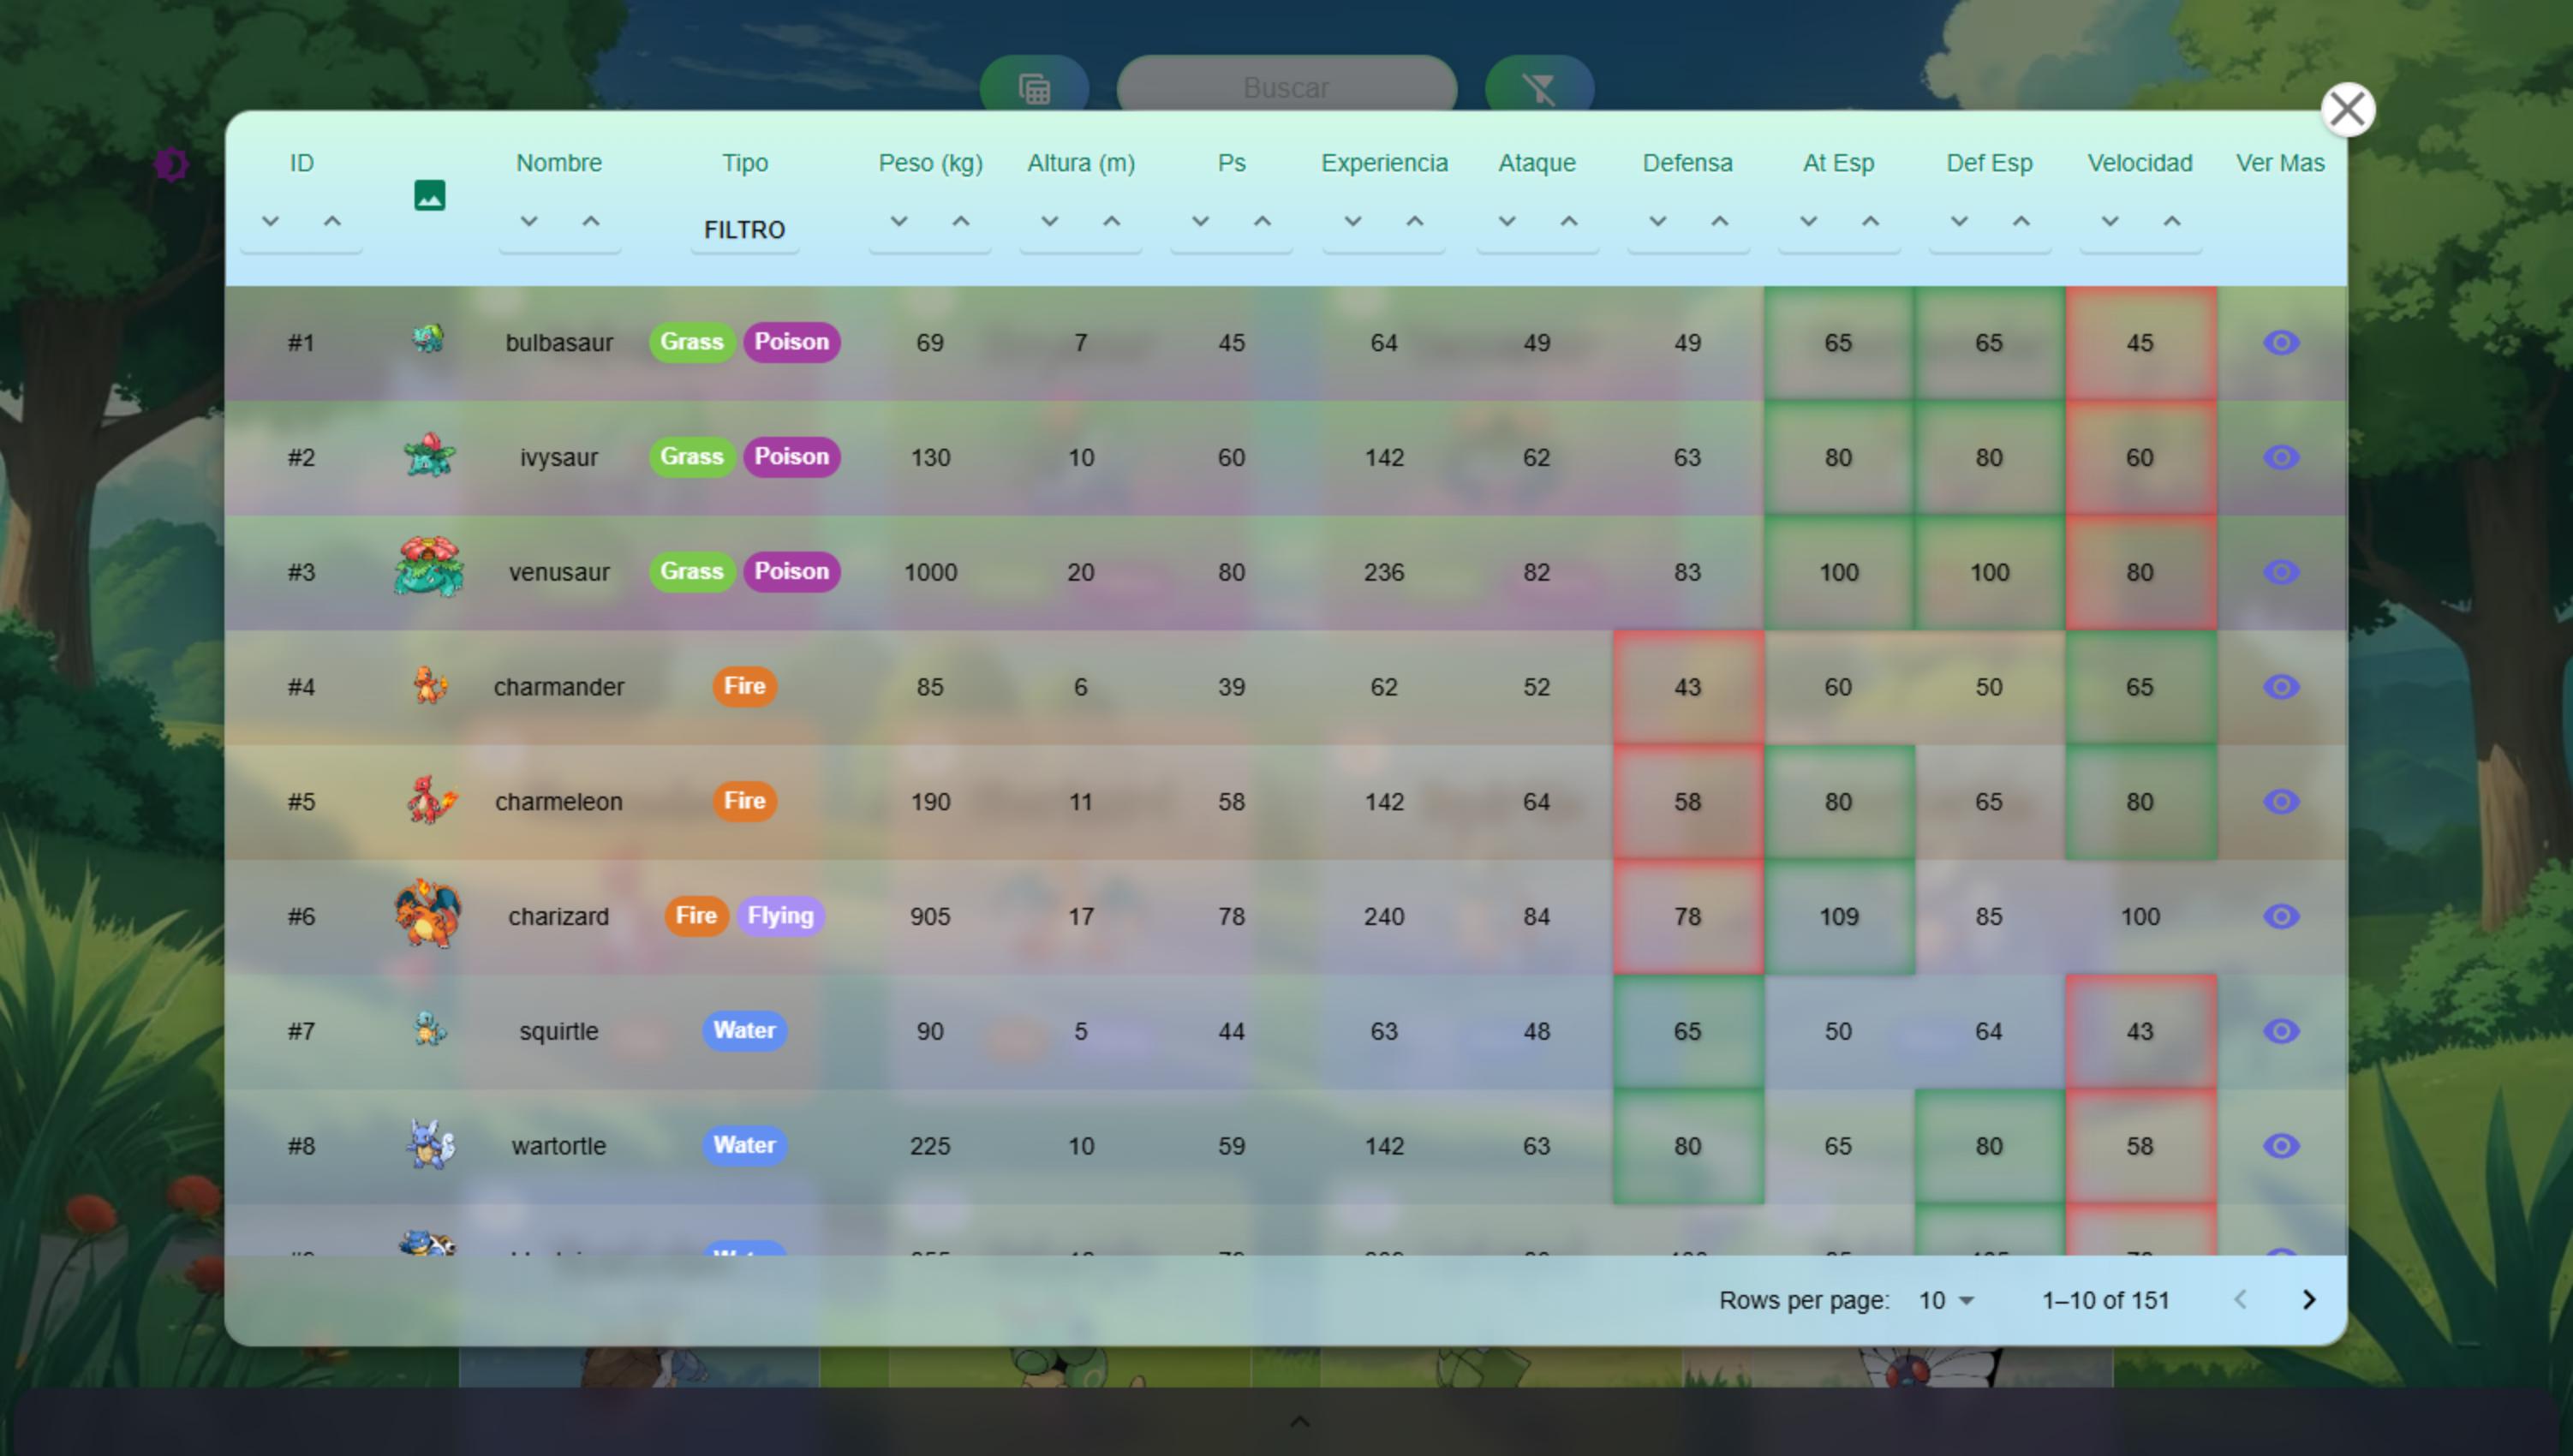 Buscar
ID Nombre Tipo Peso (kg) Altura (m) Ps Experiencia Ataque Defensa At Esp Def Esp Velocidad Ver Mas
FILTRO
#1 bulbasaur Grass Poison 69 7 45 64 49 49 65 65 45
#2 ivysaur Grass Poison 130 10 60 142 62 63 80 80 60
#3 venusaur Grass Poison 1000 20 80 236 82 83 100 100 80
#4 charmander Fire 85 6 39 62 52 43 60 50 65
#5 charmeleon Fire 190 11 58 142 64 58 80 65 80
#6 charizard Fire Flying 905 17 78 240 84 78 109 85 100
#7 squirtle Water 90 5 44 63 48 65 50 64 43
#8 wartortle Water 225 10 59 142 63 80 65 80 58
Rows per page: 10 1–10 of 151